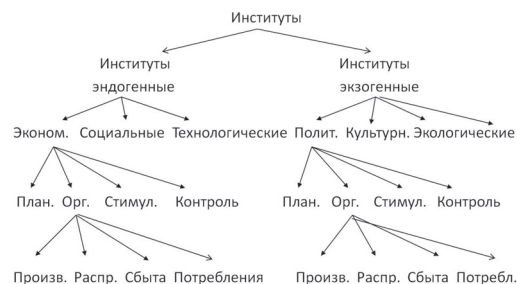 Институты
Институты Институты
эндогенные экзогенные
Эконом. Социальные Технологические Полит. Культурн. Экологические
План. Орг. Стимул. Контроль План. Орг. Стимул. Контроль
Произв. Распр. Сбыта Потребления Произв. Распр. Сбыта Потребл.